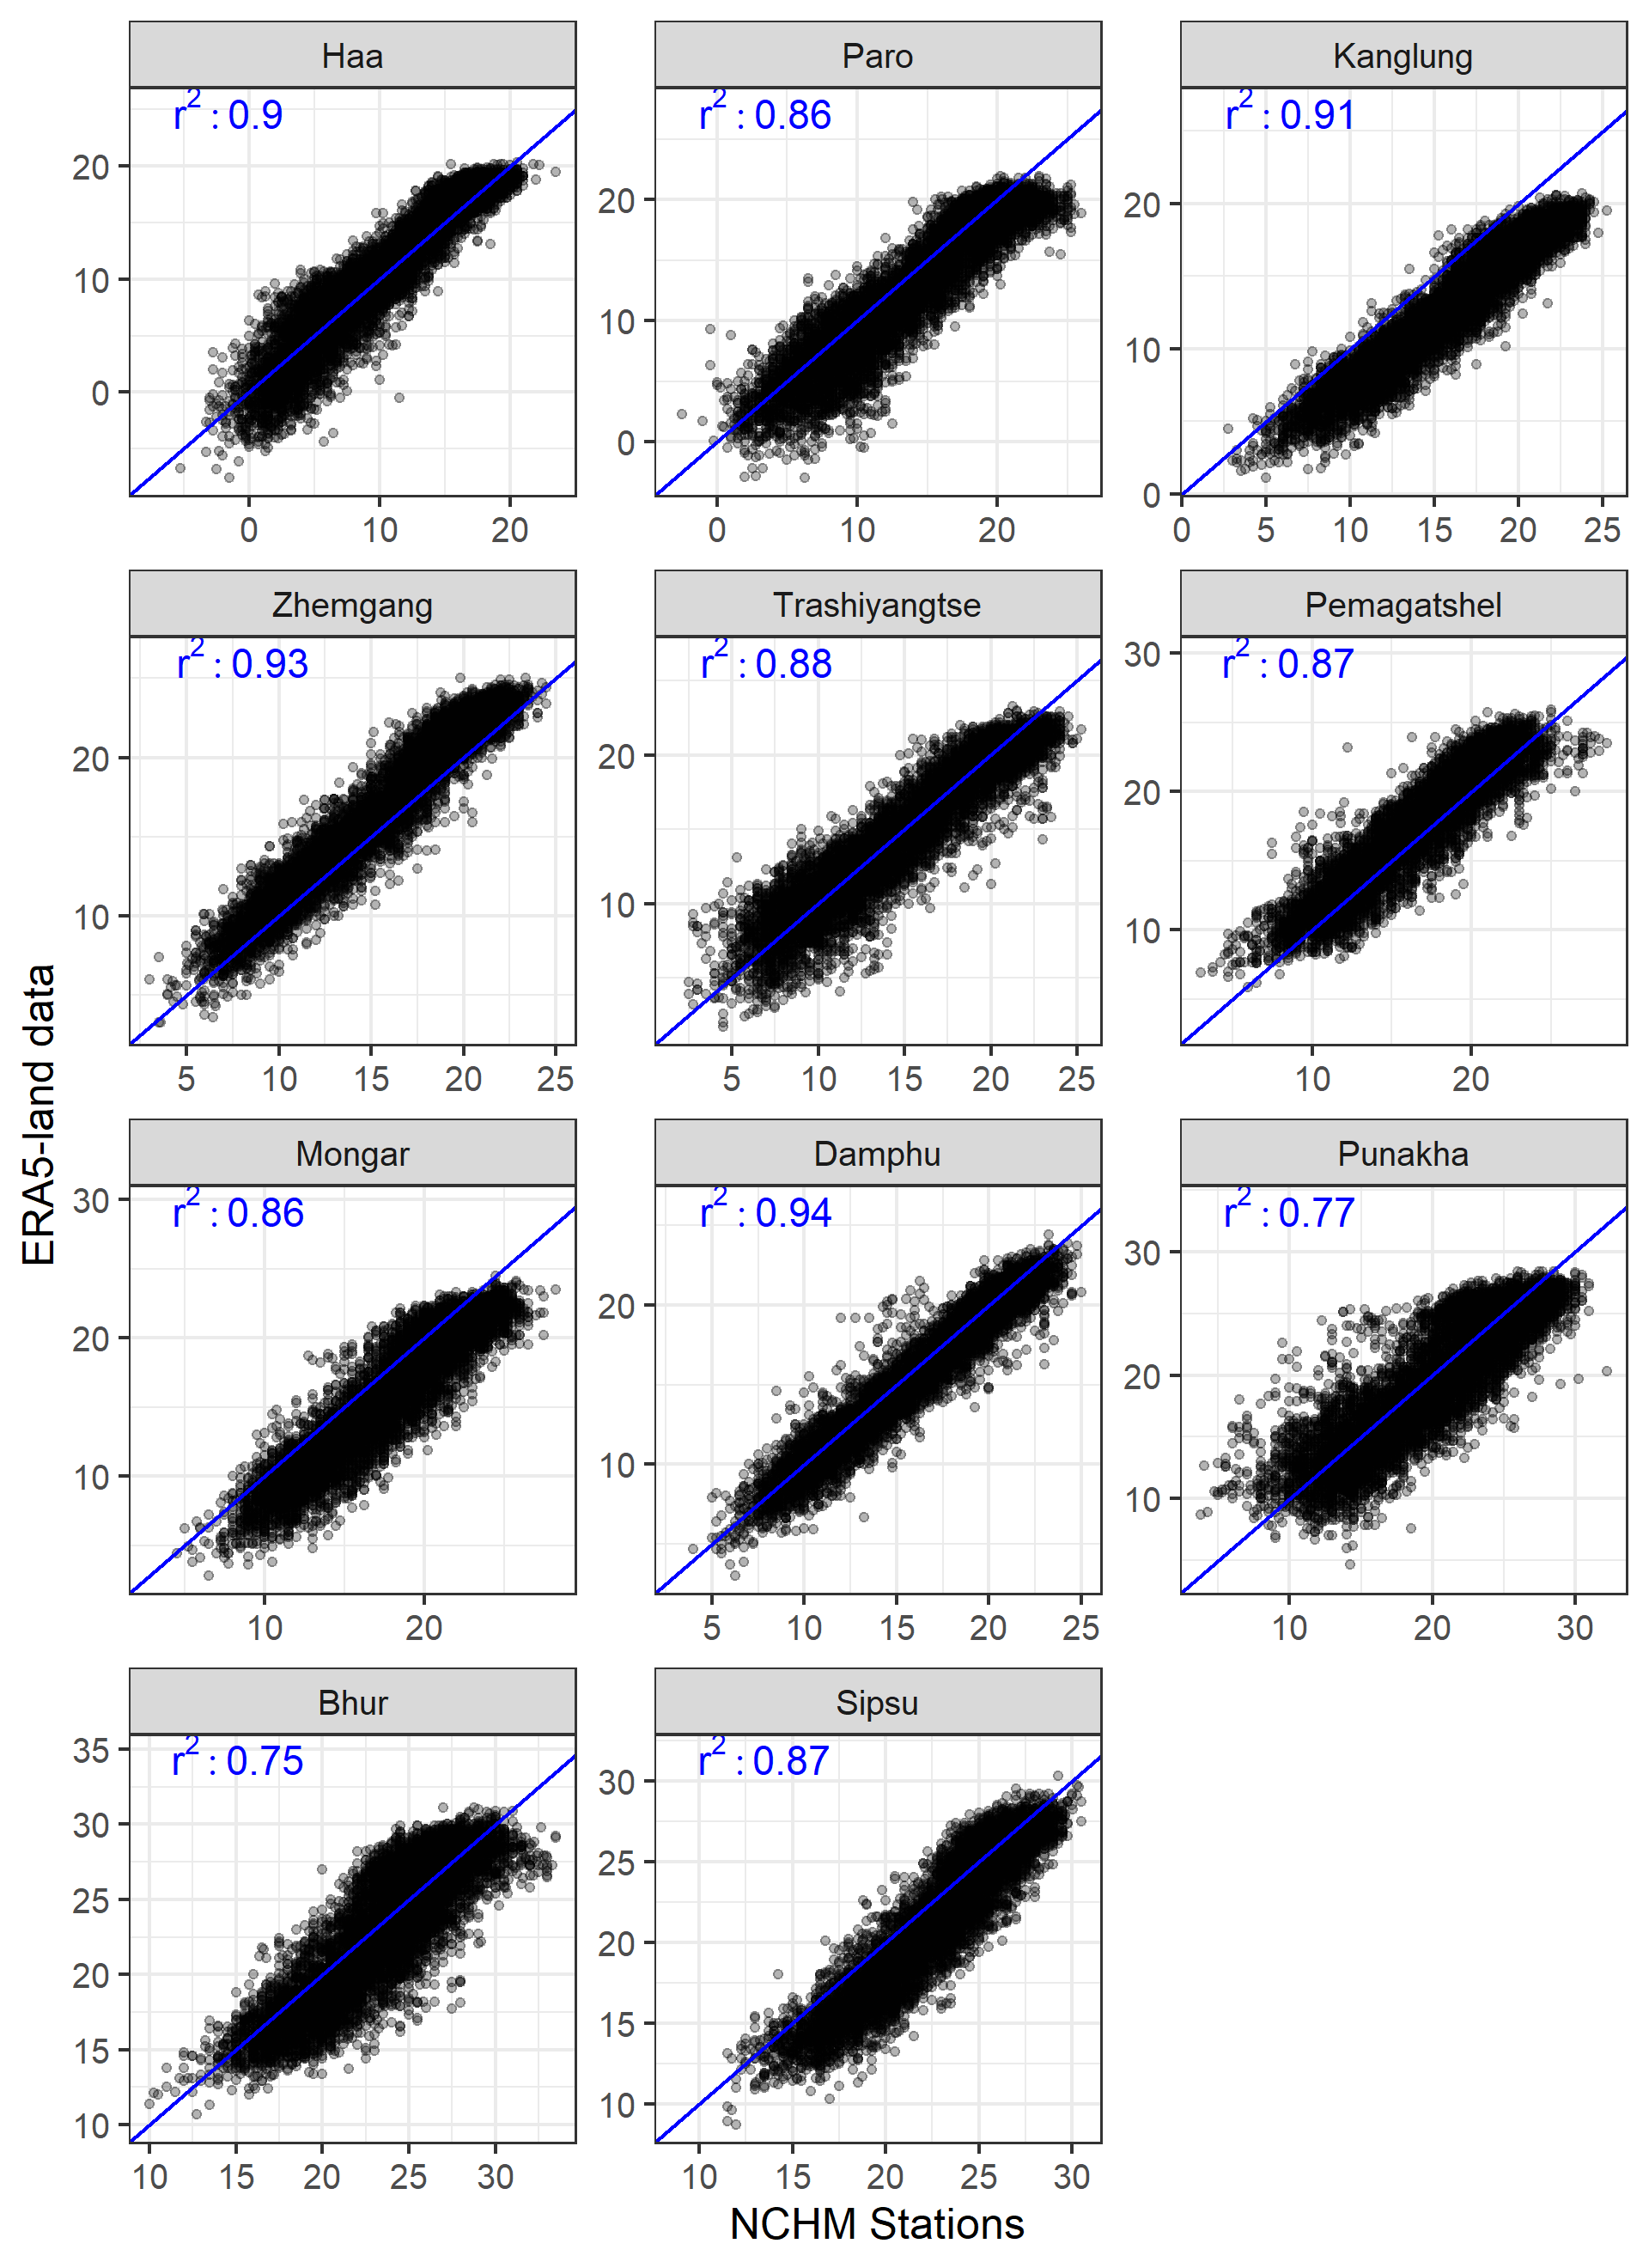 Haa
Paro
Kanglung
r²:0.9
r²:0.86
r²:0.91
20
10
0
20
10
0
20
10
0
0 10 20
0 10 20
0 5 10 15 20 25
Zhemgang
Trashiyangtse
Pemagatshel
r²:0.93
r²:0.88
r²:0.87
20
10
20
10
30
20
10
5 10 15 20 25
5 10 15 20 25
10 20
ERA5-land data
Mongar
Damphu
Punakha
r²:0.86
r²:0.94
r²:0.77
30
20
10
20
10
30
20
10
10 20
5 10 15 20 25
10 20 30
Bhur
Sipsu
r²:0.75
r²:0.87
35
30
25
20
15
10
30
25
20
15
10
10 15 20 25 30
10 15 20 25 30
NCHM Stations